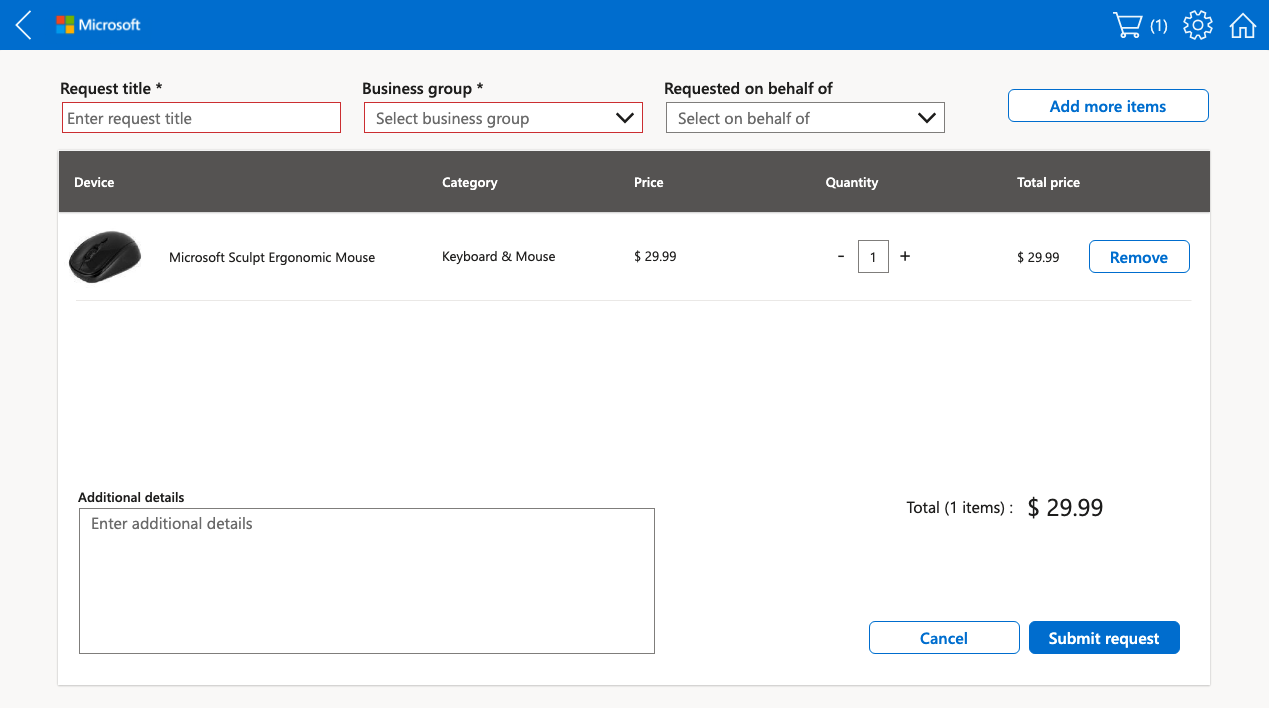 Microsoft (1)
Request title * Business group * Requested on behalf of
Enter request title Select business group Select on behalf of Add more items
Device Category Price Quantity Total price
Microsoft Sculpt Ergonomic Mouse Keyboard & Mouse $ 29.99 - 1 + $ 29.99 Remove
Additional details
Enter additional details
Total (1 items) : $ 29.99
Cancel Submit request